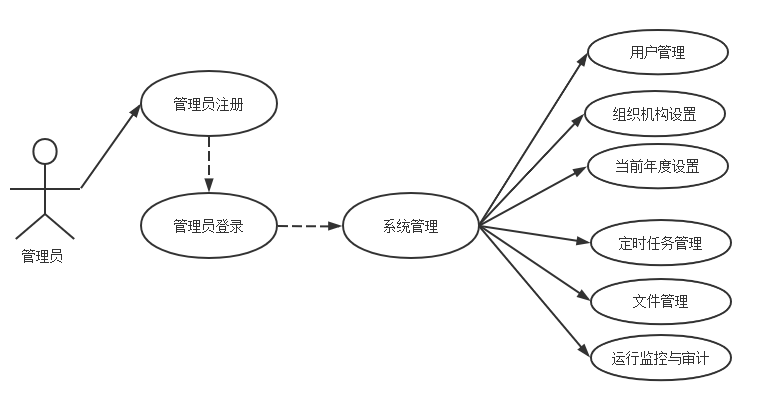 管理员
管理员注册
管理员登录
系统管理
用户管理
组织机构设置
当前年度设置
定时任务管理
文件管理
运行监控与审计